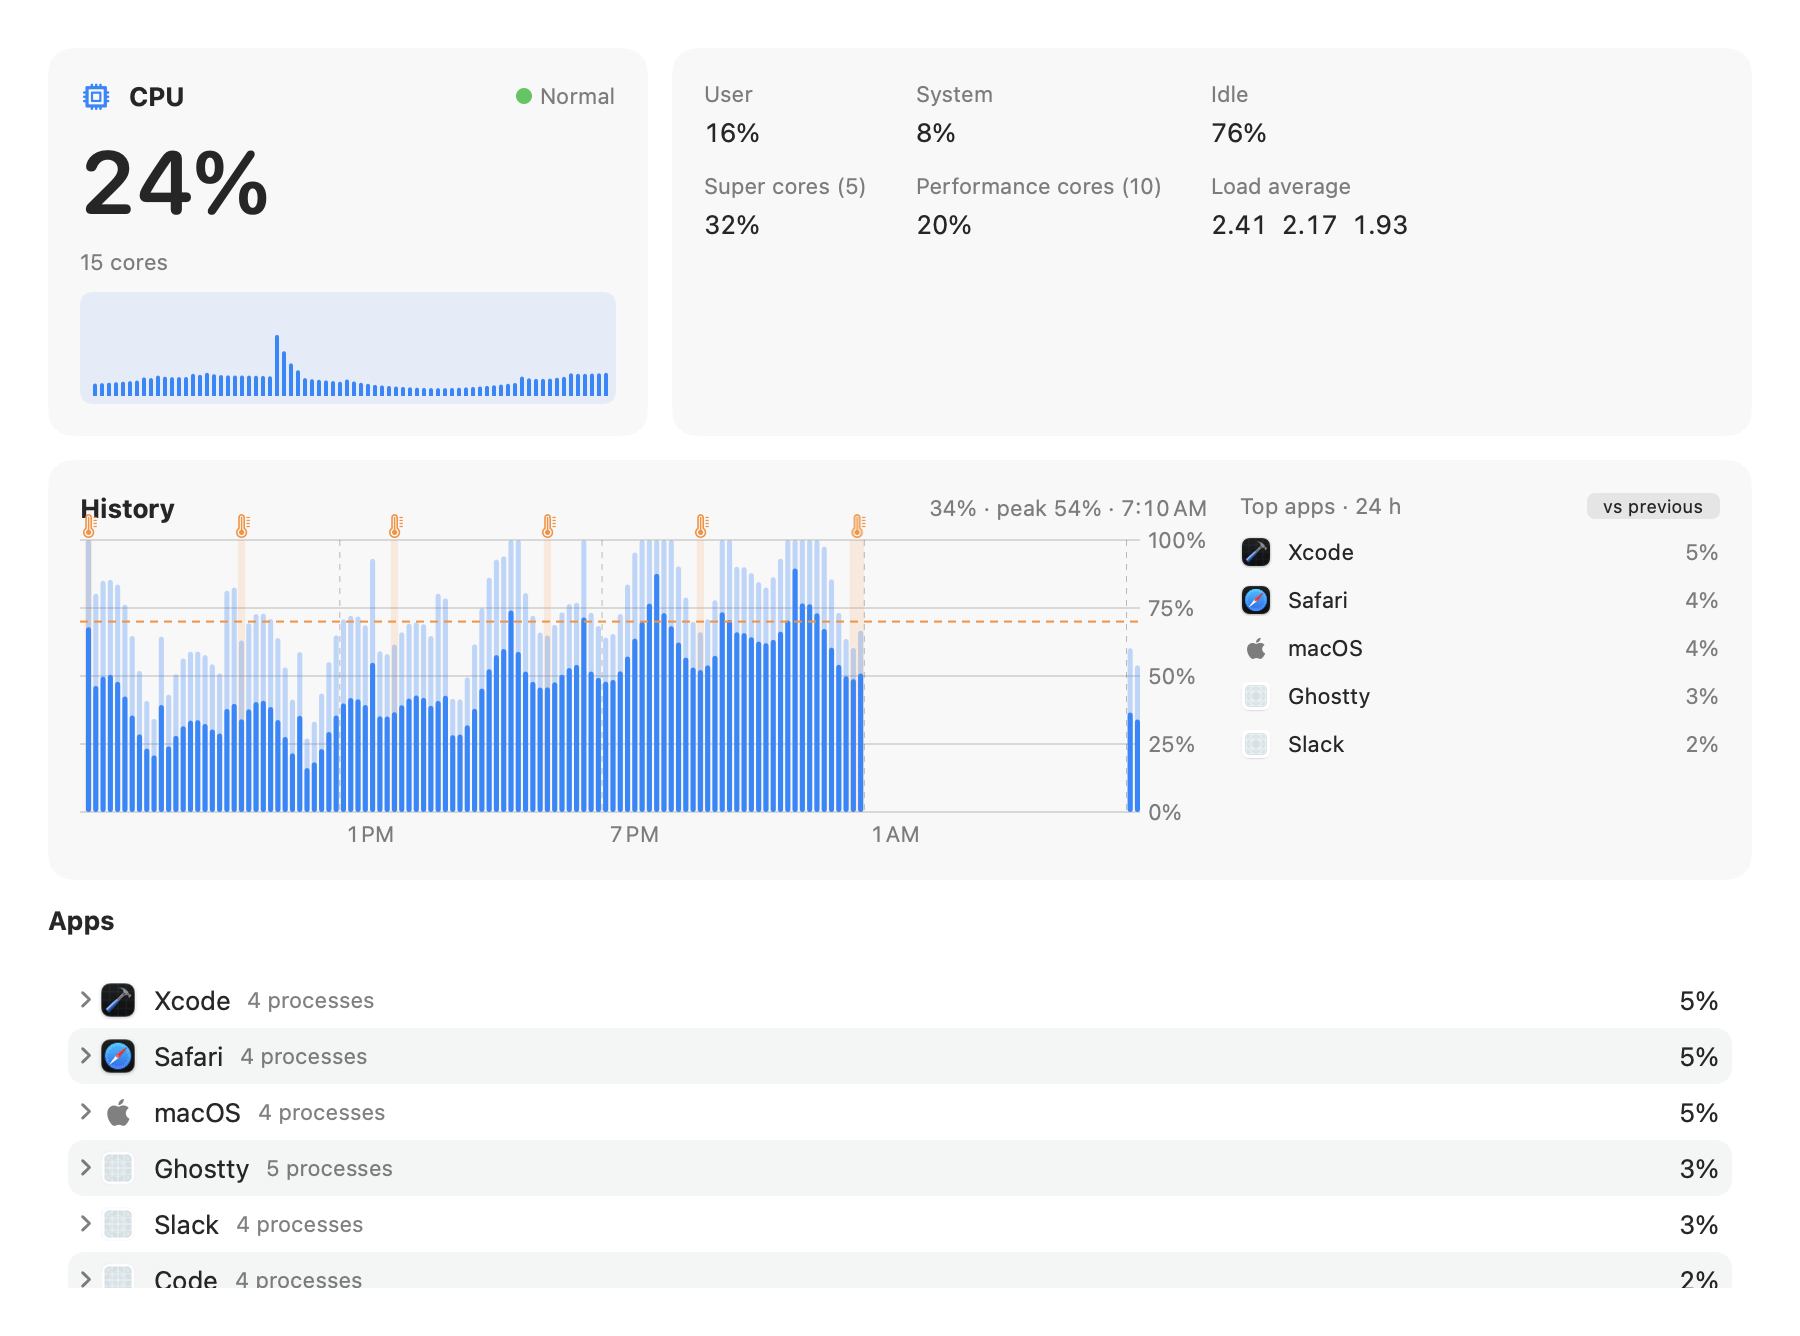 CPU
Normal
24%
15 cores
User System Idle
16% 8% 76%
Super cores (5) Performance cores (10) Load average
32% 20% 2.41 2.17 1.93
History
34% · peak 54% · 7:10 AM
100%
75%
50%
25%
0%
1 PM 7 PM 1 AM
Top apps · 24 h vs previous
Xcode 5%
Safari 4%
macOS 4%
Ghostty 3%
Slack 2%
Apps
Xcode 4 processes 5%
Safari 4 processes 5%
macOS 4 processes 5%
Ghostty 5 processes 3%
Slack 4 processes 3%
Code 4 processes 2%